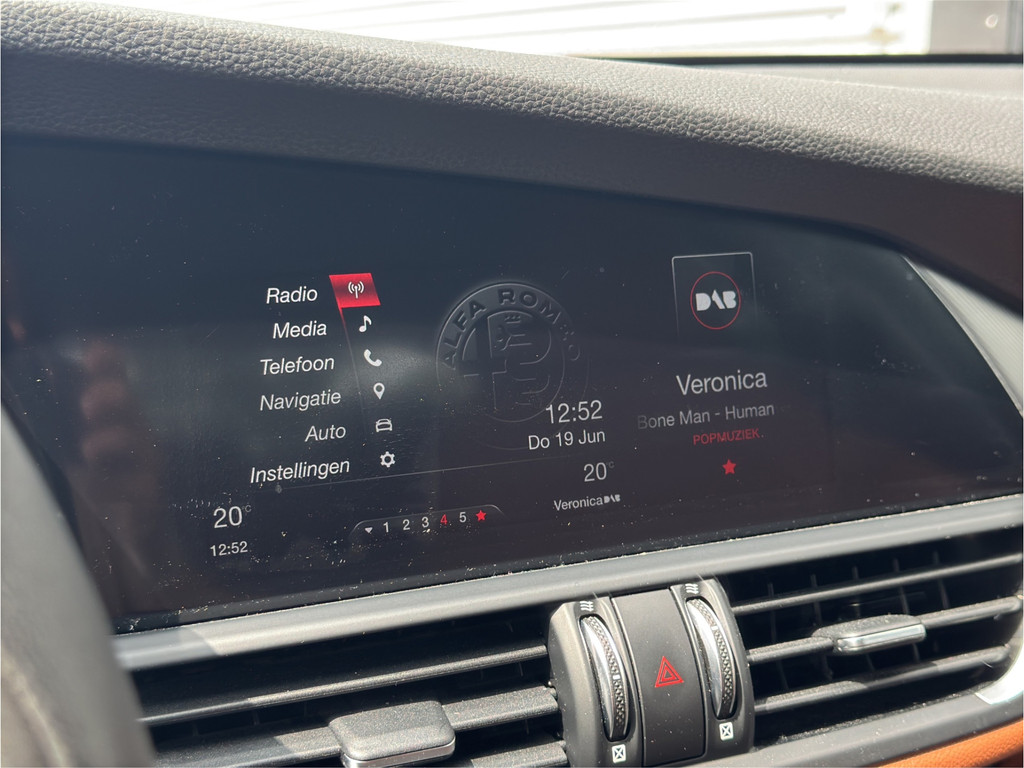 Radio
Media
Telefoon
Navigatie
Auto
Instellingen
20°C
12:52
1 2 3 4 5
ALFA ROMEO
12:52
Do 19 Jun
20°C
Veronica DAB
DAB
Veronica
Bone Man - Human
POPMUZIEK.